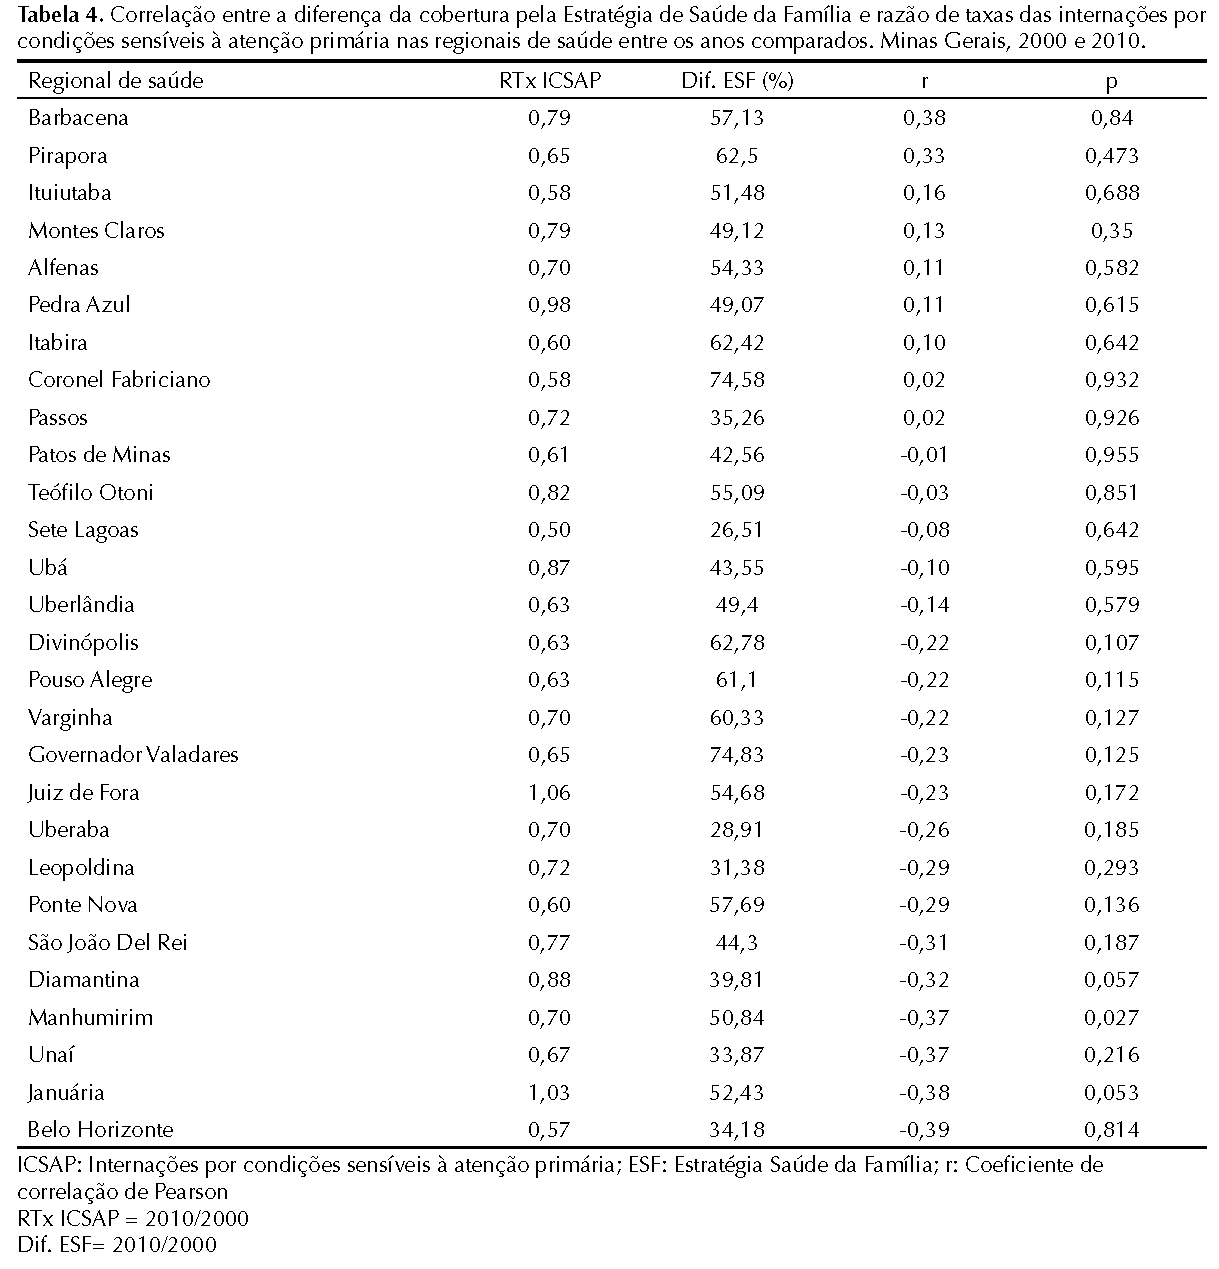 Tabela 4. Correlação entre a diferença da cobertura pela Estratégia de Saúde da Família e razão de taxas das internações por
condições sensíveis à atenção primária nas regionais de saúde entre os anos comparados. Minas Gerais, 2000 e 2010.
Regional de saúde RTx ICSAP Dif. ESF (%) r p
Barbacena 0,79 57,13 0,38 0,84
Pirapora 0,65 62,5 0,33 0,473
Ituiutaba 0,58 51,48 0,16 0,688
Montes Claros 0,79 49,12 0,13 0,35
Alfenas 0,70 54,33 0,11 0,582
Pedra Azul 0,98 49,07 0,11 0,615
Itabira 0,60 62,42 0,10 0,642
Coronel Fabriciano 0,58 74,58 0,02 0,932
Passos 0,72 35,26 0,02 0,926
Patos de Minas 0,61 42,56 -0,01 0,955
Teófilo Otoni 0,82 55,09 -0,03 0,851
Sete Lagoas 0,50 26,51 -0,08 0,642
Ubá 0,87 43,55 -0,10 0,595
Uberlândia 0,63 49,4 -0,14 0,579
Divinópolis 0,63 62,78 -0,22 0,107
Pouso Alegre 0,63 61,1 -0,22 0,115
Varginha 0,70 60,33 -0,22 0,127
Governador Valadares 0,65 74,83 -0,23 0,125
Juiz de Fora 1,06 54,68 -0,23 0,172
Uberaba 0,70 28,91 -0,26 0,185
Leopoldina 0,72 31,38 -0,29 0,293
Ponte Nova 0,60 57,69 -0,29 0,136
São João Del Rei 0,77 44,3 -0,31 0,187
Diamantina 0,88 39,81 -0,32 0,057
Manhumirim 0,70 50,84 -0,37 0,027
Unaí 0,67 33,87 -0,37 0,216
Januária 1,03 52,43 -0,38 0,053
Belo Horizonte 0,57 34,18 -0,39 0,814
ICSAP: Internações por condições sensíveis à atenção primária; ESF: Estratégia Saúde da Família; r: Coeficiente de
correlação de Pearson
RTx ICSAP = 2010/2000
Dif. ESF= 2010/2000